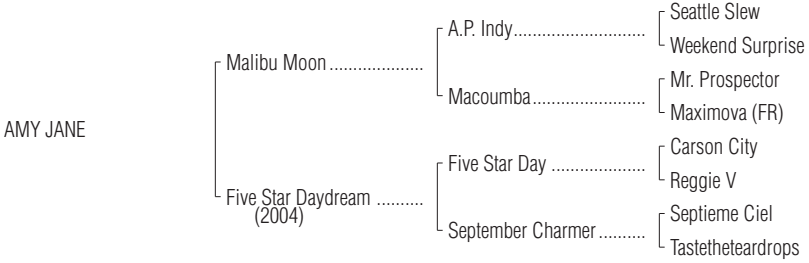 Seattle Slew
A.P. Indy............................
Weekend Surprise
Malibu Moon ....................
Mr. Prospector
Macoumba........................
Maximova (FR)
AMY JANE
Carson City
Five Star Day ....................
Reggie V
Five Star Daydream ..........
(2004)
Septieme Ciel
September Charmer..........
Tastetheteardrops